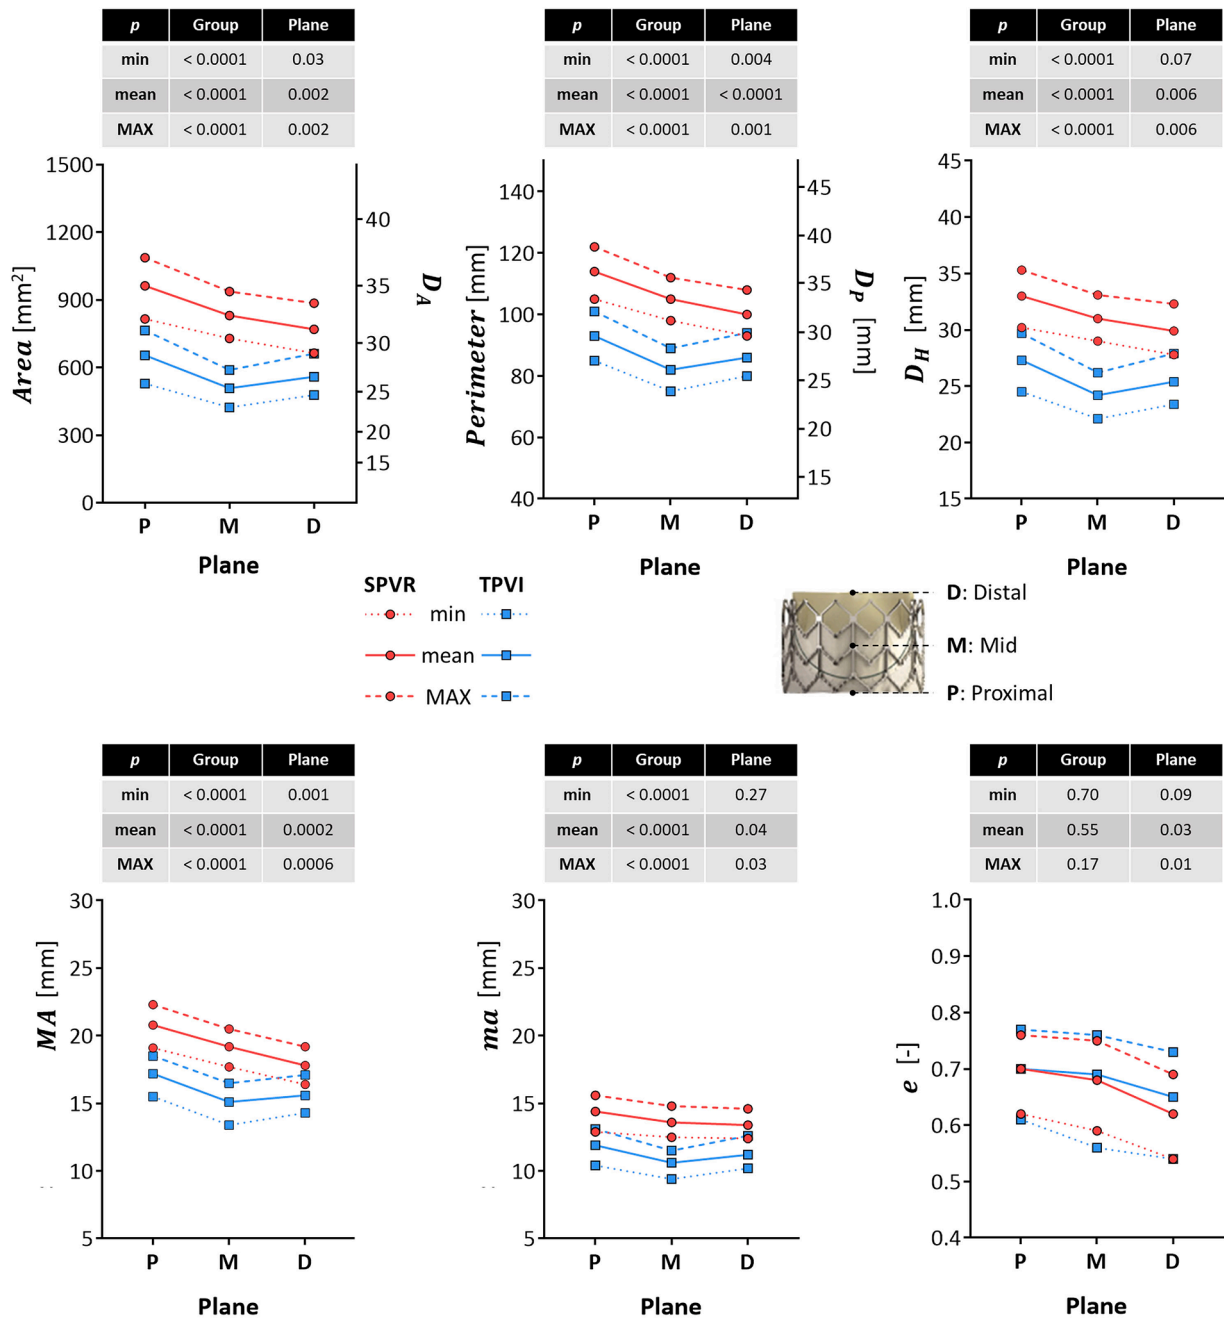 p Group Plane
min < 0.0001 0.03
mean < 0.0001 0.002
MAX < 0.0001 0.002
p Group Plane
min < 0.0001 0.004
mean < 0.0001 < 0.0001
MAX < 0.0001 0.001
p Group Plane
min < 0.0001 0.07
mean < 0.0001 0.006
MAX < 0.0001 0.006
Area [mm²]
1500
1200
900
600
300
0
40
35
30
25
20
15
D_A
P M D
Plane
Perimeter [mm]
140
120
100
80
60
40
45
40
35
30
25
20
15
D_P [mm]
P M D
Plane
D_H [mm]
45
40
35
30
25
20
15
P M D
Plane
SPVR TPVI
min
mean
MAX
D: Distal
M: Mid
P: Proximal
p Group Plane
min < 0.0001 0.001
mean < 0.0001 0.0002
MAX < 0.0001 0.0006
p Group Plane
min < 0.0001 0.27
mean < 0.0001 0.04
MAX < 0.0001 0.03
p Group Plane
min 0.70 0.09
mean 0.55 0.03
MAX 0.17 0.01
MA [mm]
30
25
20
15
10
5
P M D
Plane
ma [mm]
30
25
20
15
10
5
P M D
Plane
e [-]
1.0
0.9
0.8
0.7
0.6
0.5
0.4
P M D
Plane